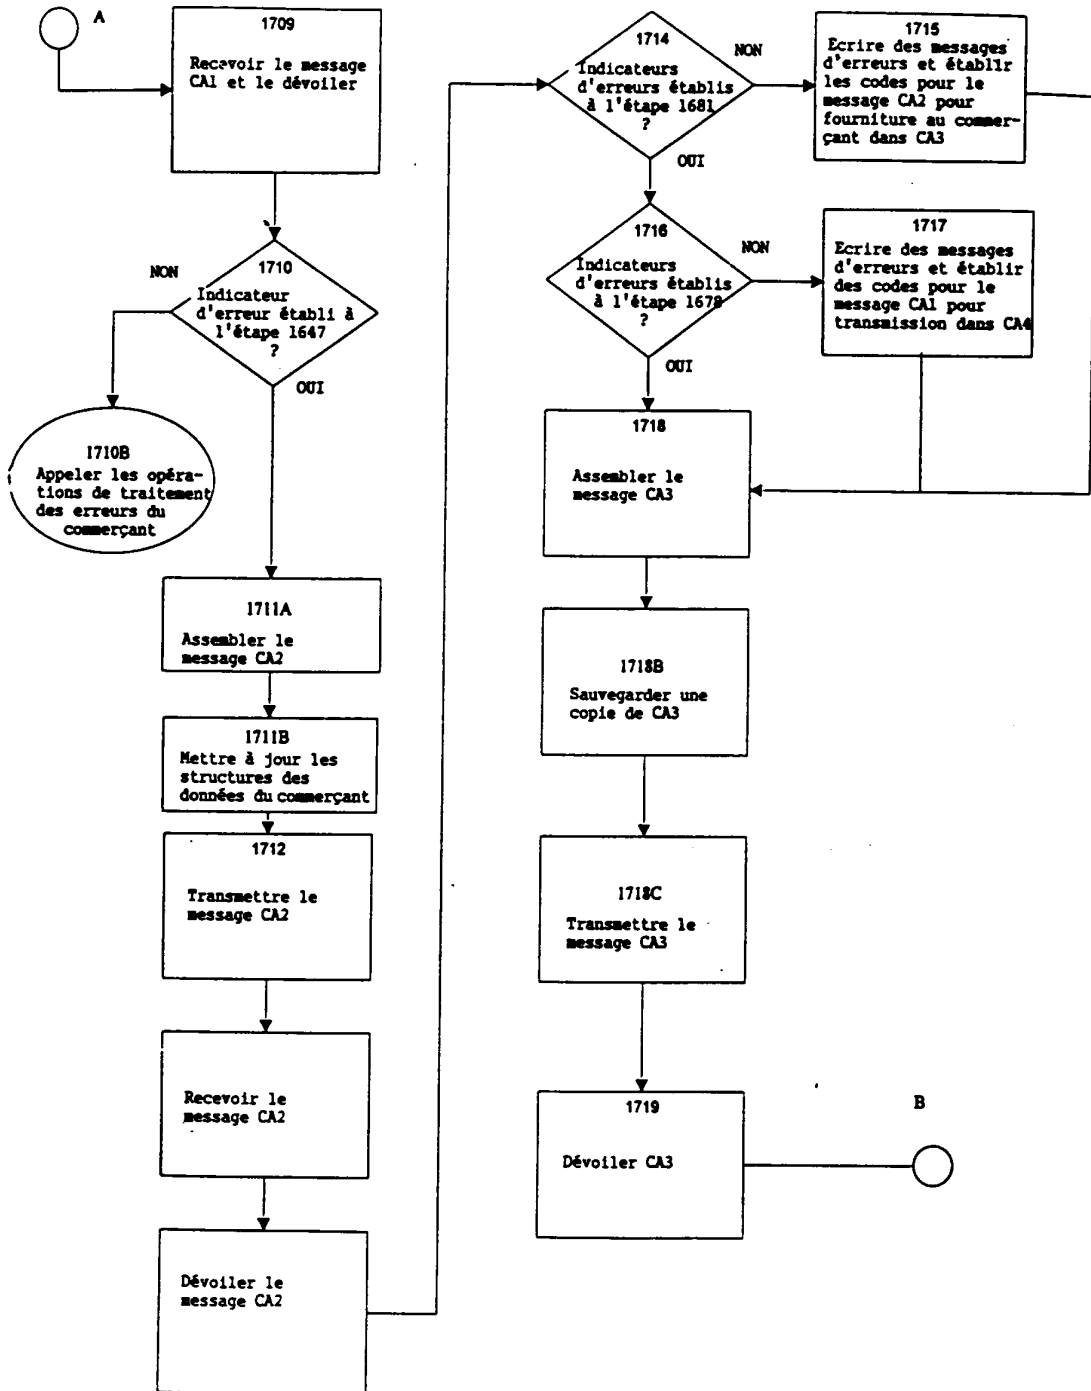 A
1709
Recevoir le message
CA1 et le dévoiler
1710
NON
Indicateur
d'erreur établi à
l'étape 1647
?
OUI
1710B
Appeler les opéra-
tions de traitement
des erreurs du
commerçant
1711A
Assembler le
message CA2
1711B
Mettre à jour les
structures des
données du commerçant
1712
Transmettre le
message CA2
Recevoir le
message CA2
Dévoiler le
message CA2
1714
NON
Indicateurs
d'erreurs établis
à l'étape 1681
?
OUI
1715
Ecrire des messages
d'erreurs et établir
les codes pour le
message CA2 pour
fourniture au commer-
çant dans CA3
1716
NON
Indicateurs
d'erreurs établis
à l'étape 1678
?
OUI
1717
Ecrire des messages
d'erreurs et établir
des codes pour le
message CA1 pour
transmission dans CA4
1718
Assembler le
message CA3
1718B
Sauvegarder une
copie de CA3
1718C
Transmettre le
message CA3
1719
Dévoiler CA3
B